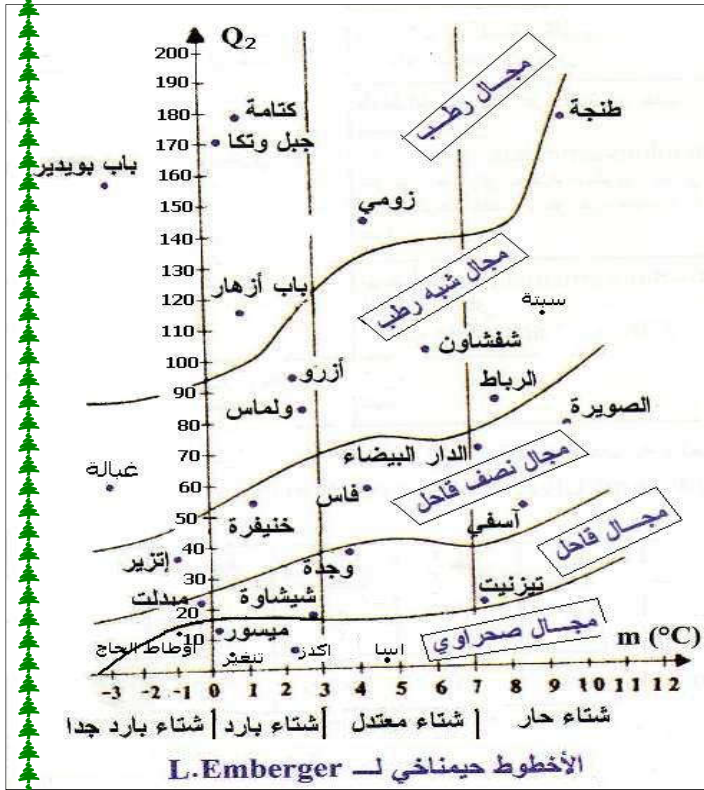 Q2
200
190
180
170
160
150
140
130
120
110
100
90
80
70
60
50
40
30
20
10
كتامة
جبل وتكا
باب بويدير
مجال رطب
طنجة
زومي
باب أزهار
مجال شبه رطب
سبتة
شفشاون
أزرو
ولماس
الرباط
الصويرة
الدار البيضاء
غبالة
فاس
مجال نصف قاحل
خنيفرة
آسفي
مجال قاحل
إتزير
وجدة
ميدلت
شيشاوة
تيزنيت
ميسور
مجال صحراوي
m (°C)
أوطاط الحاج
تنغير
اكدز
-3 -2 -1 0 1 2 3 4 5 6 7 8 9 10 11 12
شتاء بارد جدا شتاء بارد شتاء معتدل شتاء حار
الأخطوط حيمناخي لـ L.Emberger